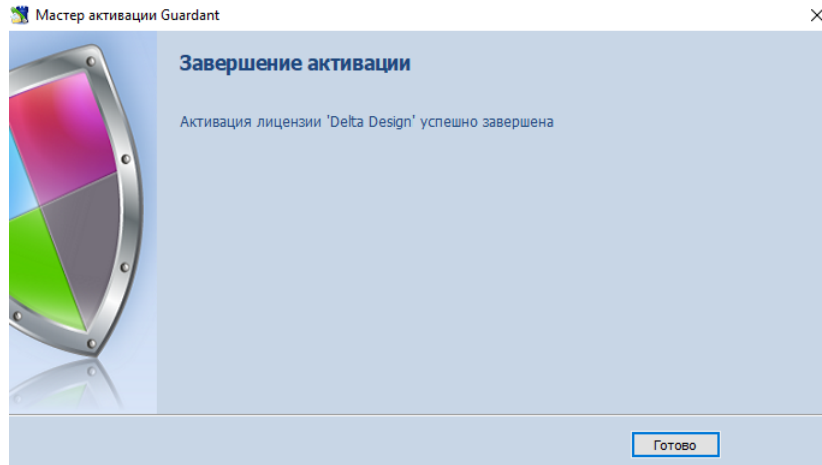 Мастер активации Guardant
Завершение активации
Активация лицензии 'Delta Design' успешно завершена
Готово